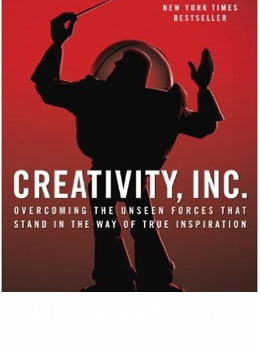 NEW YORK TIMES
BESTSELLER
CREATIVITY, INC.
OVERCOMING THE UNSEEN FORCES THAT
STAND IN THE WAY OF TRUE INSPIRATION